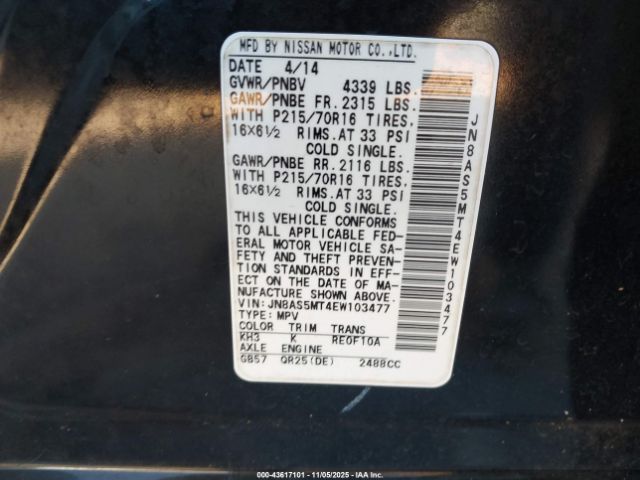 MFD BY NISSAN MOTOR CO.,LTD.
DATE 4/14
GVWR/PNBV 4339 LBS.
GAWR/PNBE FR. 2315 LBS.
WITH P215/70R16 TIRES.
16X6½ RIMS.AT 33 PSI
COLD SINGLE.
GAWR/PNBE RR. 2116 LBS.
WITH P215/70R16 TIRES.
16X6½ RIMS.AT 33 PSI
COLD SINGLE.
THIS VEHICLE CONFORMS
TO ALL APPLICABLE FED-
ERAL MOTOR VEHICLE SA-
FETY AND THEFT PREVEN-
TION STANDARDS IN EFF-
ECT ON THE DATE OF MA-
NUFACTURE SHOWN ABOVE.
VIN: JN8AS5MT4EW103477
TYPE: MPV
COLOR TRIM TRANS
KH3 K RE0F10A
AXLE ENGINE
GB57 QR25(DE) 2488CC
JN8AS5MT4EW103477
000-43617101 - 11/05/2025 - COPYRIGHT IAA, LLC